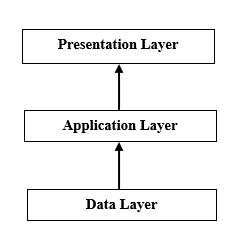 Presentation Layer
Application Layer
Data Layer